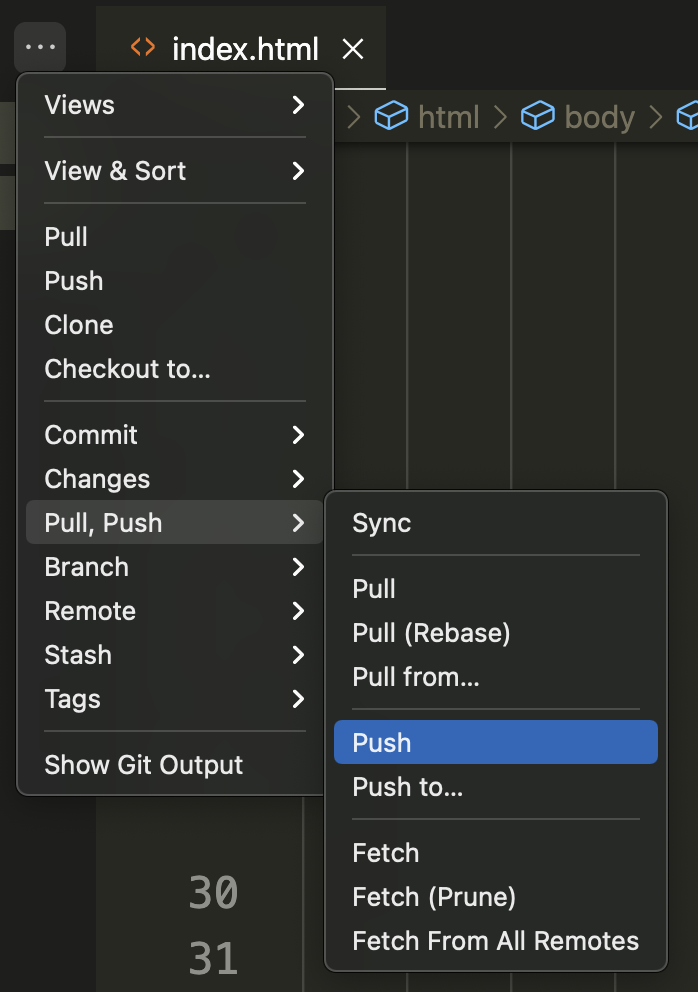 index.html
html > body >
Views
View & Sort
Pull
Push
Clone
Checkout to...
Commit
Changes
Pull, Push
Branch
Remote
Stash
Tags
Show Git Output
Sync
Pull
Pull (Rebase)
Pull from...
Push
Push to...
Fetch
Fetch (Prune)
Fetch From All Remotes
30
31